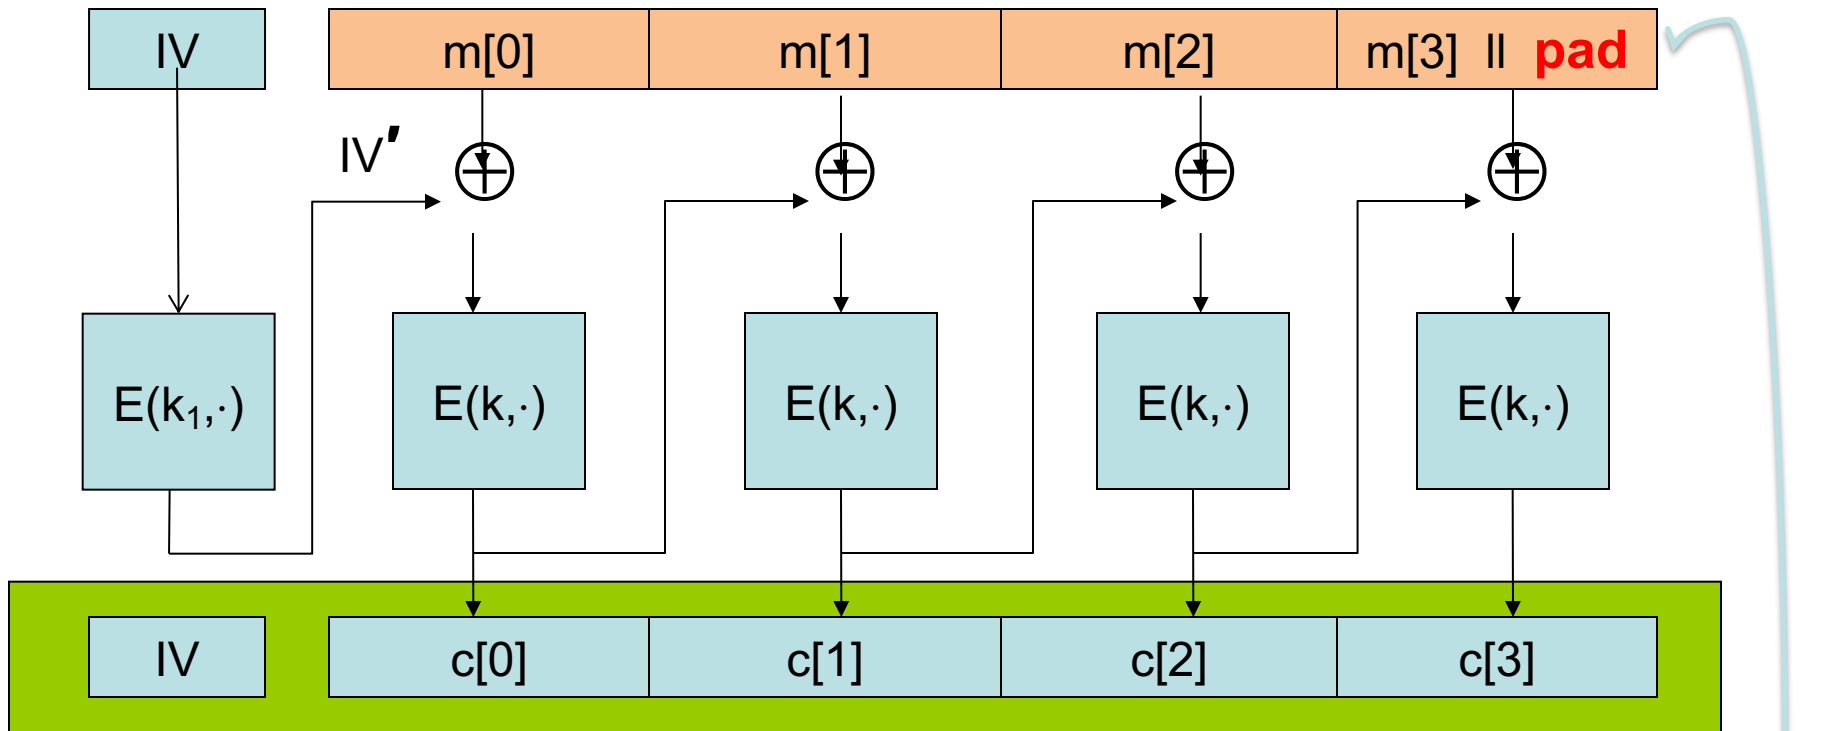 IV m[0] m[1] m[2] m[3] ll pad
IV′
E(k₁,·) E(k,·) E(k,·) E(k,·) E(k,·)
IV c[0] c[1] c[2] c[3]